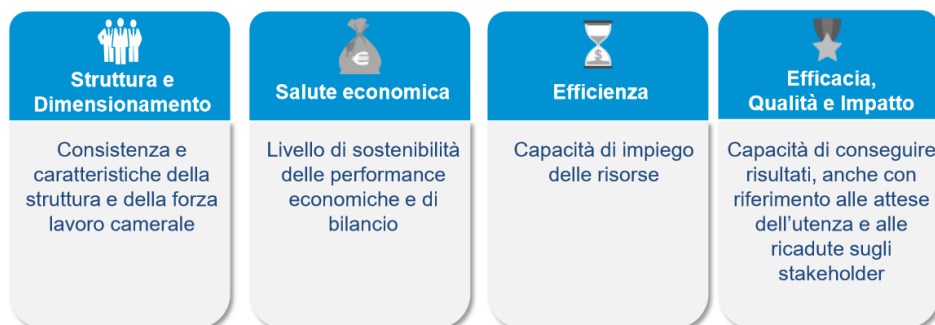 Struttura e
Dimensionamento
Consistenza e
caratteristiche della
struttura e della forza
lavoro camerale
Salute economica
Livello di sostenibilità
delle performance
economiche e di
bilancio
Efficienza
Capacità di impiego
delle risorse
Efficacia,
Qualità e Impatto
Capacità di conseguire
risultati, anche con
riferimento alle attese
dell'utenza e alle
ricadute sugli
stakeholder